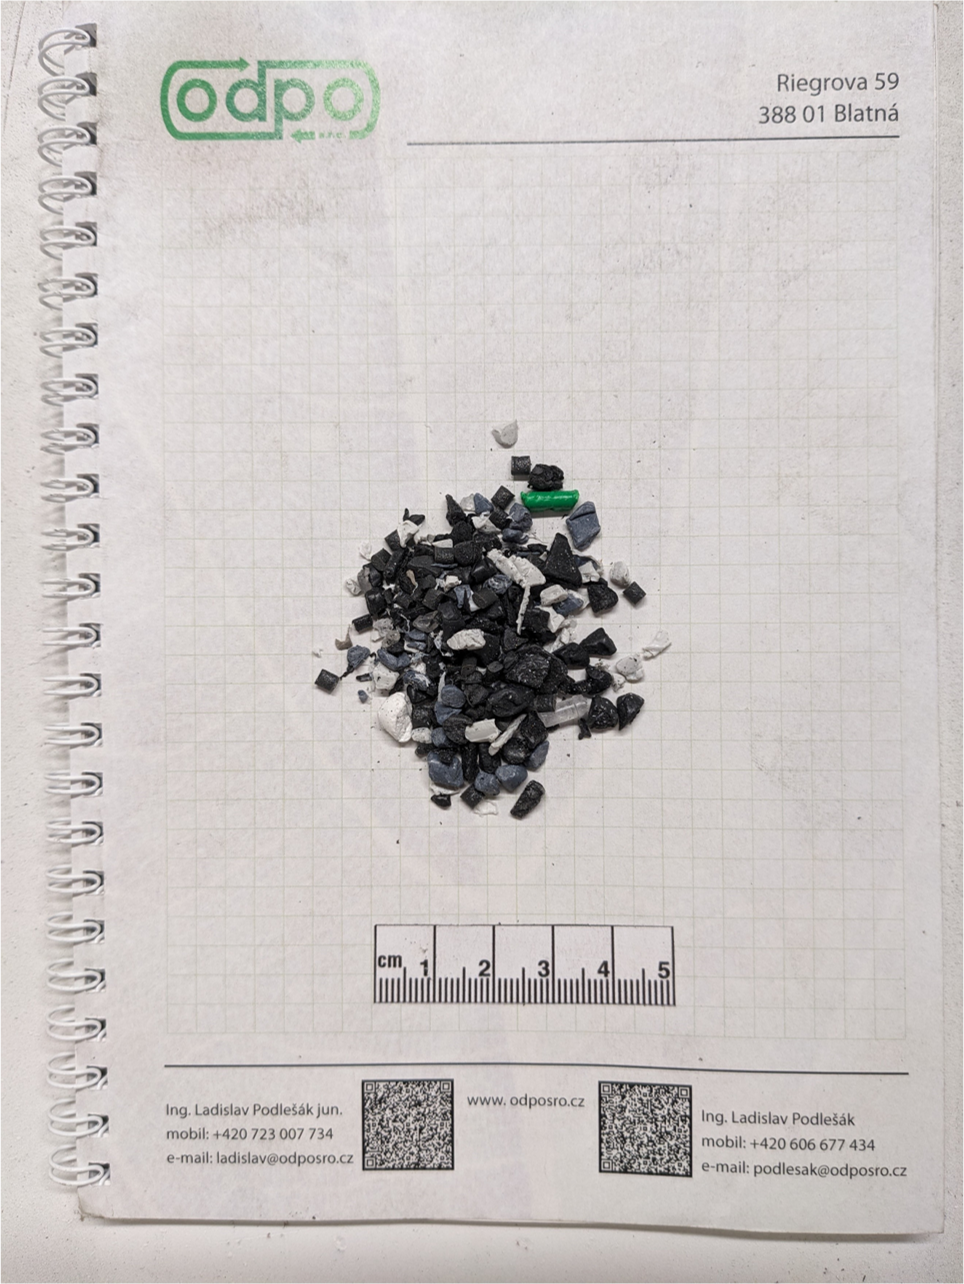 odpo
Riegrova 59
388 01 Blatná
cm 1 2 3 4 5
Ing. Ladislav Podlešák jun.
mobil: +420 723 007 734
e-mail: ladislav@odposro.cz
www. odposro.cz
Ing. Ladislav Podlešák
mobil: +420 606 677 434
e-mail: podlesak@odposro.cz